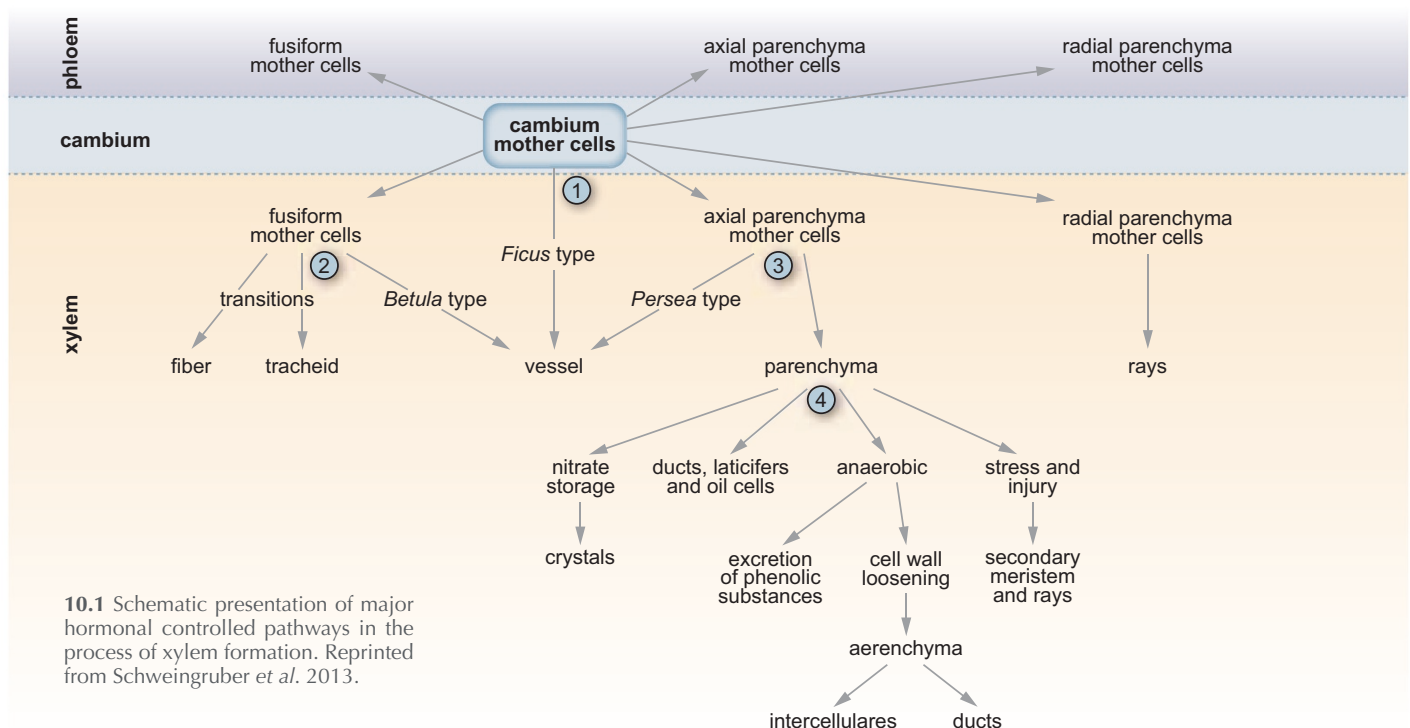 phloem
fusiform
mother cells
axial parenchyma
mother cells
radial parenchyma
mother cells
cambium
cambium
mother cells
1
xylem
fusiform
mother cells
2
Ficus type
axial parenchyma
mother cells
3
radial parenchyma
mother cells
transitions
Betula type
Persea type
fiber
tracheid
vessel
parenchyma
rays
4
nitrate
storage
ducts, laticifers
and oil cells
anaerobic
stress and
injury
crystals
excretion
of phenolic
substances
cell wall
loosening
secondary
meristem
and rays
aerenchyma
intercellulares
ducts
10.1 Schematic presentation of major
hormonal controlled pathways in the
process of xylem formation. Reprinted
from Schweingruber et al. 2013.